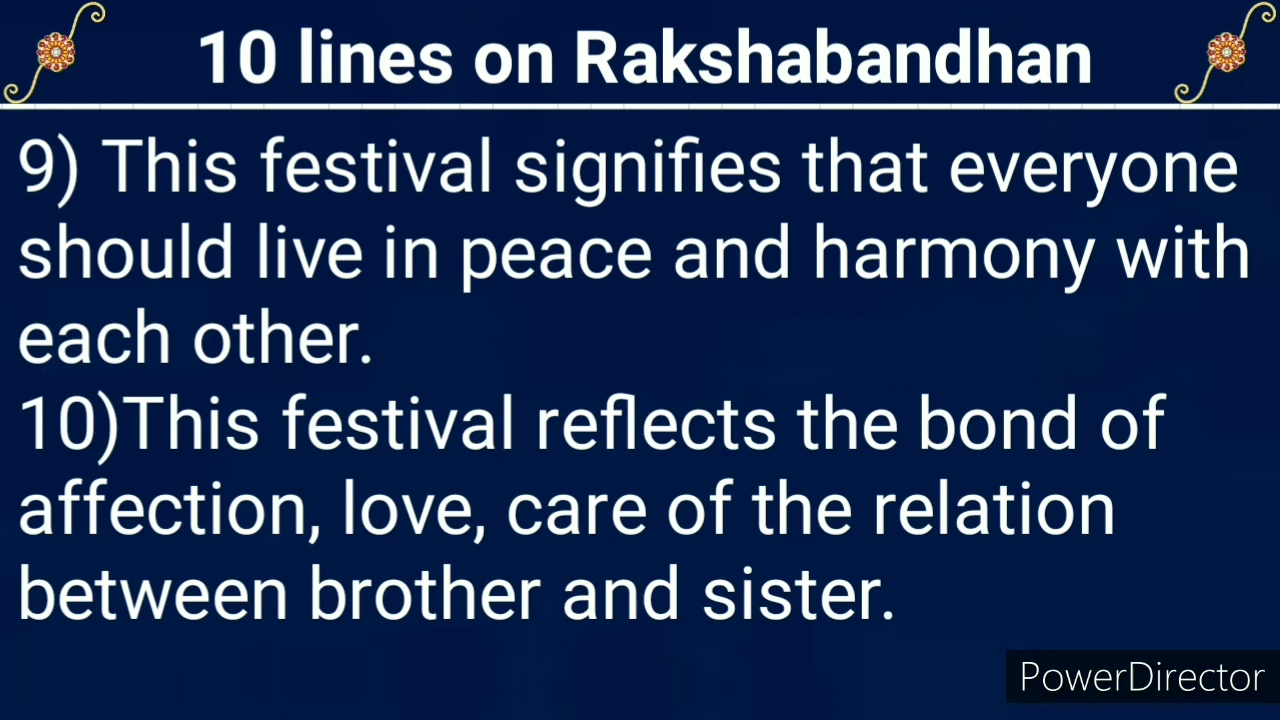 10 lines on Rakshabandhan
9) This festival signifies that everyone
should live in peace and harmony with
each other.
10)This festival reflects the bond of
affection, love, care of the relation
between brother and sister.
PowerDirector